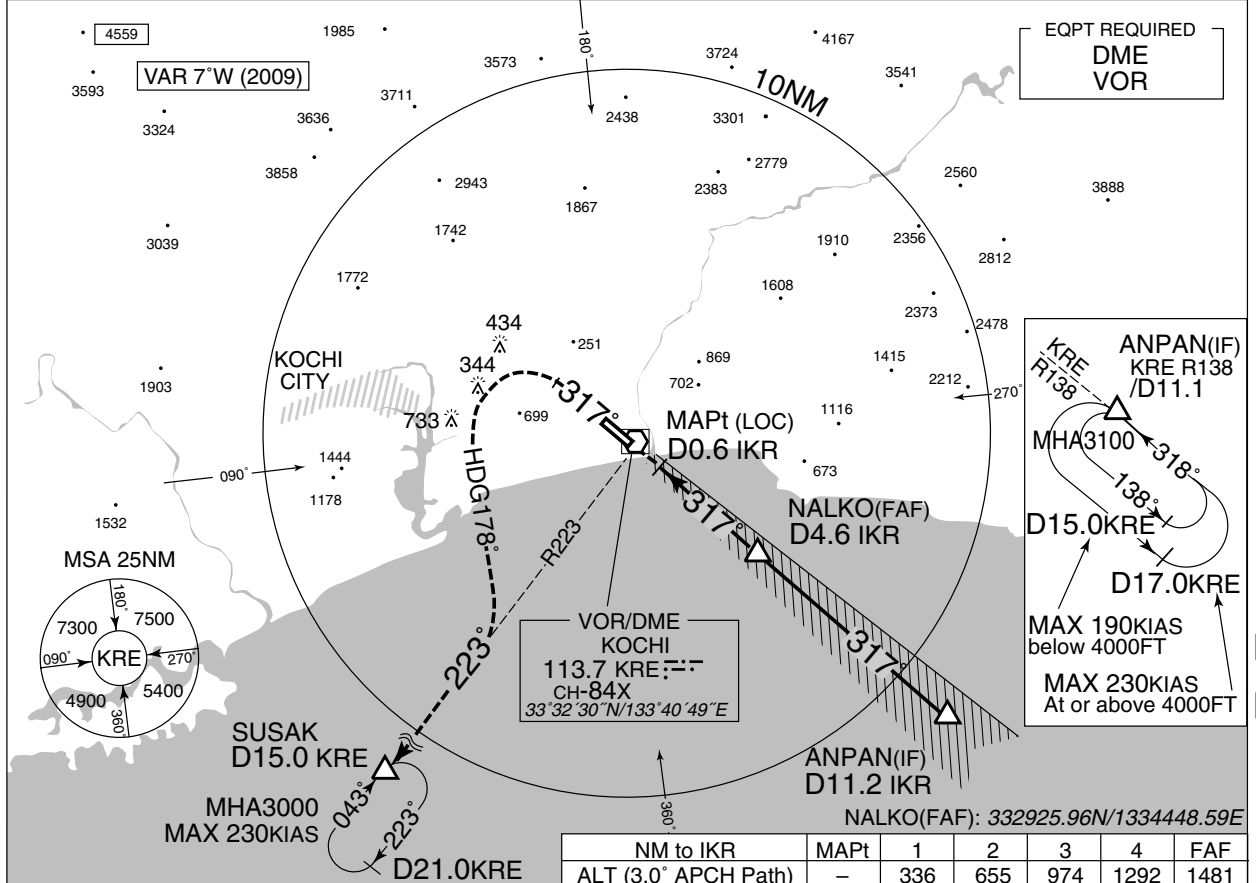 4559
1985
VAR 7°W (2009)
3593
3324
3636
3711
3858
3573
180°
3724
4167
3541
10NM
2438
3301
EQPT REQUIRED
DME
VOR
2943
1867
2383
2779
2560
3888
3039
1742
1910
2356
2812
1772
1608
2373
2478
434
344
251
869
702
1415
2212
270°
KOCHI
CITY
1903
733
699
317°
1116
673
MAPt (LOC)
D0.6 IKR
090°
1444
1178
1532
HDG178°
R223
317°
NALKO(FAF)
D4.6 IKR
317°
223°
VOR/DME
KOCHI
113.7 KRE
CH-84X
33°32′30″N/133°40′49″E
MSA 25NM
180°
7300
7500
090°
KRE
270°
4900
5400
360°
SUSAK
D15.0 KRE
MHA3000
MAX 230KIAS
043°
223°
D21.0KRE
360°
ANPAN(IF)
D11.2 IKR
KRE
R138
ANPAN(IF)
KRE R138
/D11.1
MHA3100
318°
138°
D15.0KRE
D17.0KRE
MAX 190KIAS
below 4000FT
MAX 230KIAS
At or above 4000FT
NALKO(FAF): 332925.96N/1334448.59E
NM to IKR MAPt 1 2 3 4 FAF
ALT (3.0° APCH Path) – 336 655 974 1292 1481